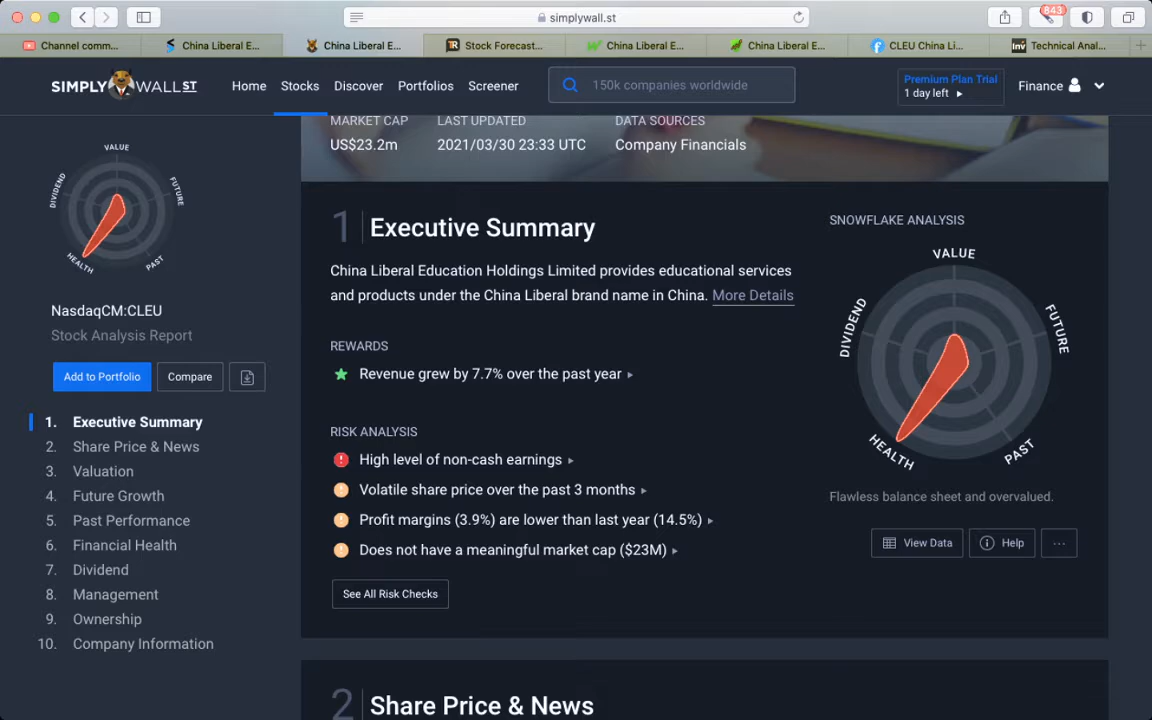 simplywall.st
843
Channel comm...
China Liberal E...
China Liberal E...
Stock Forecast...
China Liberal E...
China Liberal E...
CLEU China Li...
Technical Anal...
SIMPLY WALL ST
Home
Stocks
Discover
Portfolios
Screener
150k companies worldwide
Premium Plan Trial
1 day left
Finance
VALUE
FUTURE
PAST
HEALTH
DIVIDEND
NasdaqCM:CLEU
Stock Analysis Report
Add to Portfolio
Compare
1. Executive Summary
2. Share Price & News
3. Valuation
4. Future Growth
5. Past Performance
6. Financial Health
7. Dividend
8. Management
9. Ownership
10. Company Information
MARKET CAP
LAST UPDATED
DATA SOURCES
US$23.2m
2021/03/30 23:33 UTC
Company Financials
1 Executive Summary
China Liberal Education Holdings Limited provides educational services
and products under the China Liberal brand name in China. More Details
REWARDS
Revenue grew by 7.7% over the past year
RISK ANALYSIS
High level of non-cash earnings
Volatile share price over the past 3 months
Profit margins (3.9%) are lower than last year (14.5%)
Does not have a meaningful market cap ($23M)
See All Risk Checks
SNOWFLAKE ANALYSIS
VALUE
FUTURE
PAST
HEALTH
DIVIDEND
Flawless balance sheet and overvalued.
View Data
Help
...
2 Share Price & News